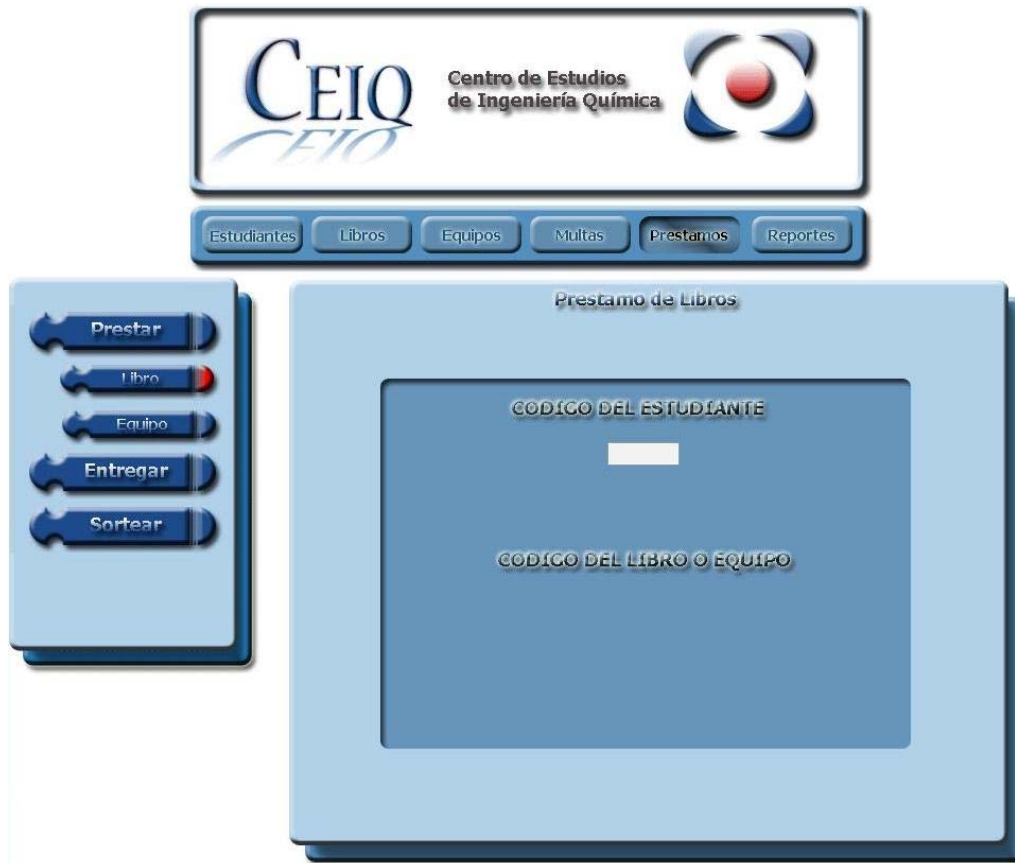 CEIQ
CEIQ
Centro de Estudios
de Ingeniería Química
Estudiantes
Libros
Equipos
Multas
Prestamos
Reportes
Prestar
Libro
Equipo
Entregar
Sortear
Prestamo de Libros
CODIGO DEL ESTUDIANTE
CODIGO DEL LIBRO O EQUIPO